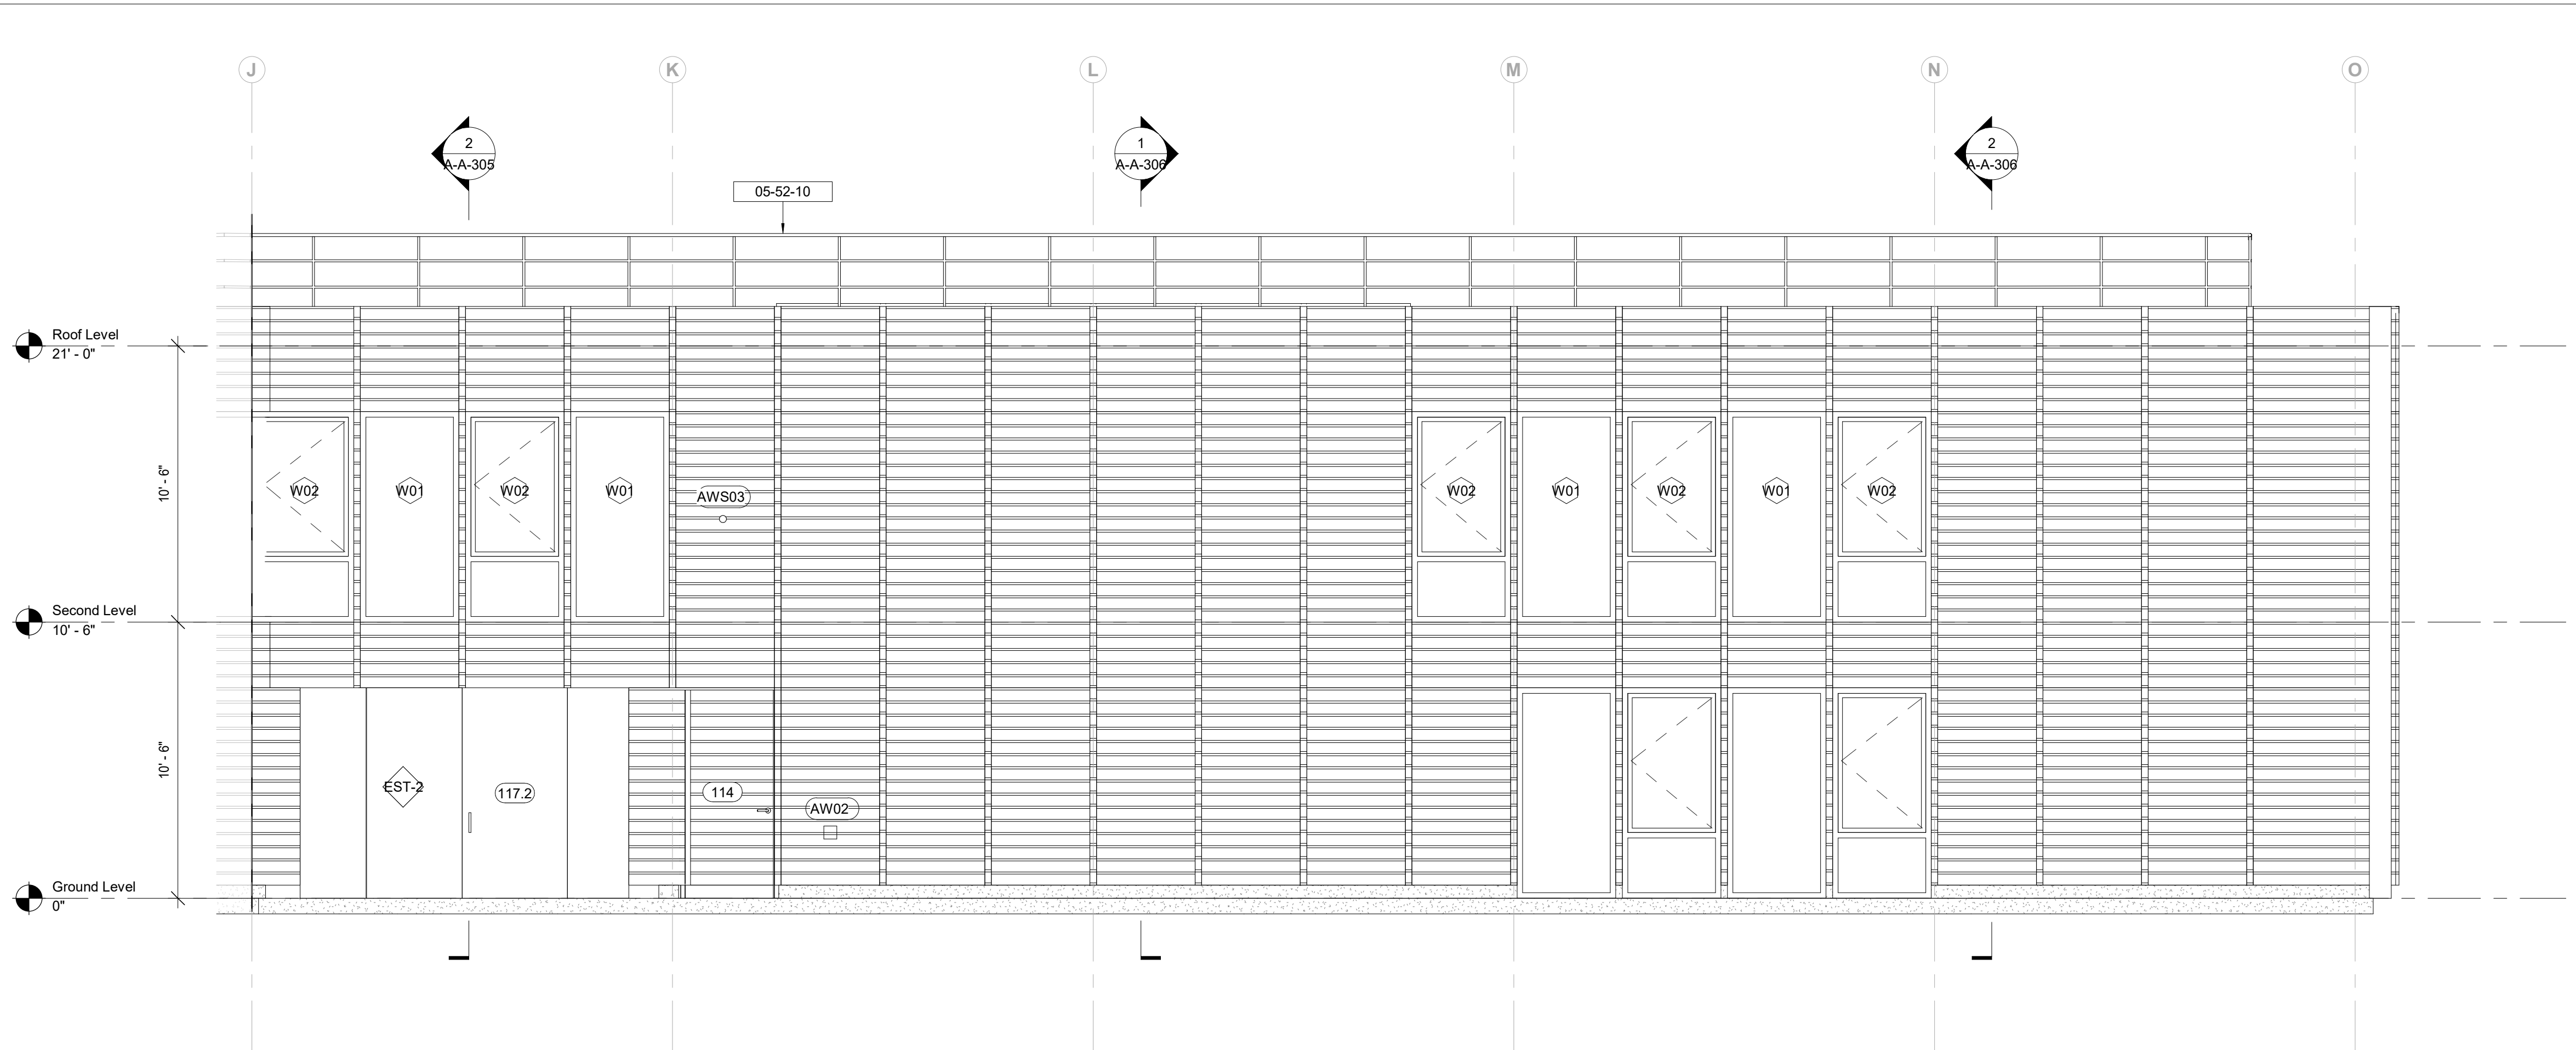 J K L M N O
2
A-A-305
1
A-A-306
2
A-A-306
05-52-10
Roof Level
21' - 0"
10' - 6"
W02 W01 W02 W01 W02 W01 W02 W01 W02
AWS03
Second Level
10' - 6"
10' - 6"
EST-2 117.2 114
AW02
Ground Level
0"